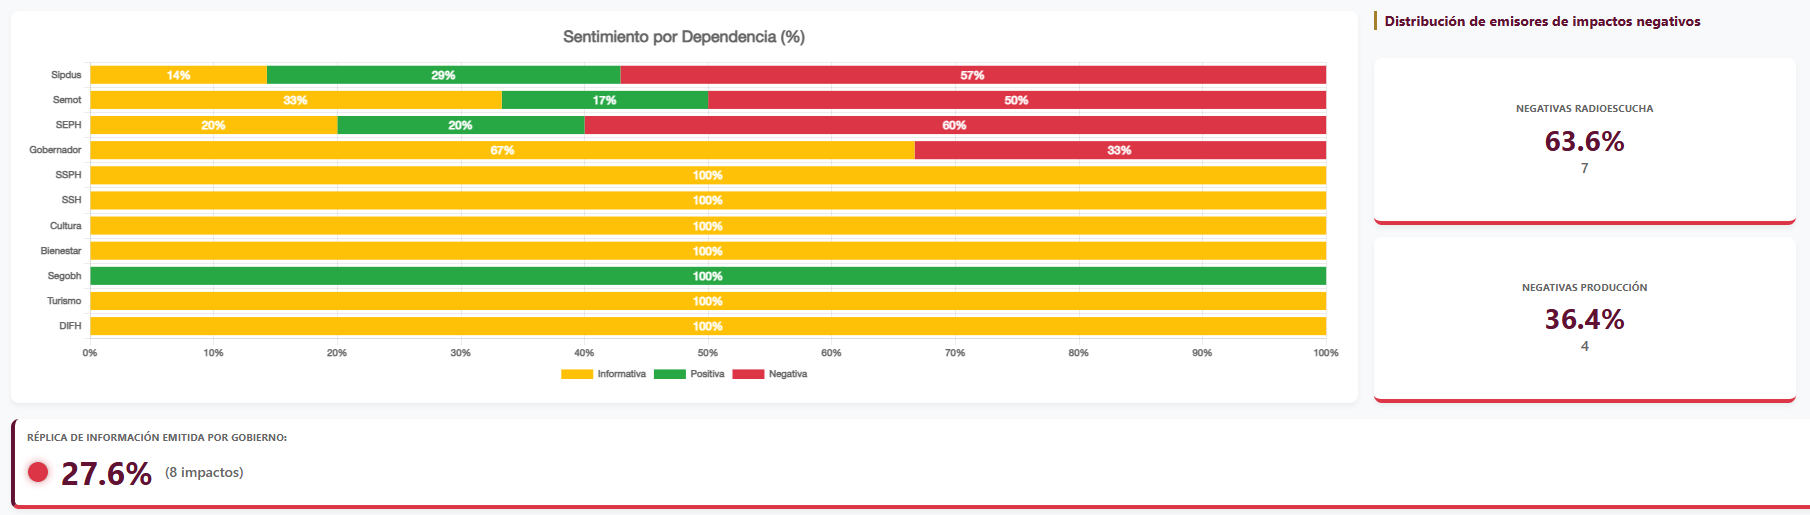 Sentimiento por Dependencia (%)
Sipdus 14% 29% 57%
Semot 33% 17% 50%
SEPH 20% 20% 60%
Gobernador 67% 33%
SSPH 100%
SSH 100%
Cultura 100%
Bienestar 100%
Segobh 100%
Turismo 100%
DIFH 100%
0% 10% 20% 30% 40% 50% 60% 70% 80% 90% 100%
Informativa Positiva Negativa
Distribución de emisores de impactos negativos
NEGATIVAS RADIOESCUCHA
63.6%
7
NEGATIVAS PRODUCCIÓN
36.4%
4
RÉPLICA DE INFORMACIÓN EMITIDA POR GOBIERNO:
27.6% (8 impactos)